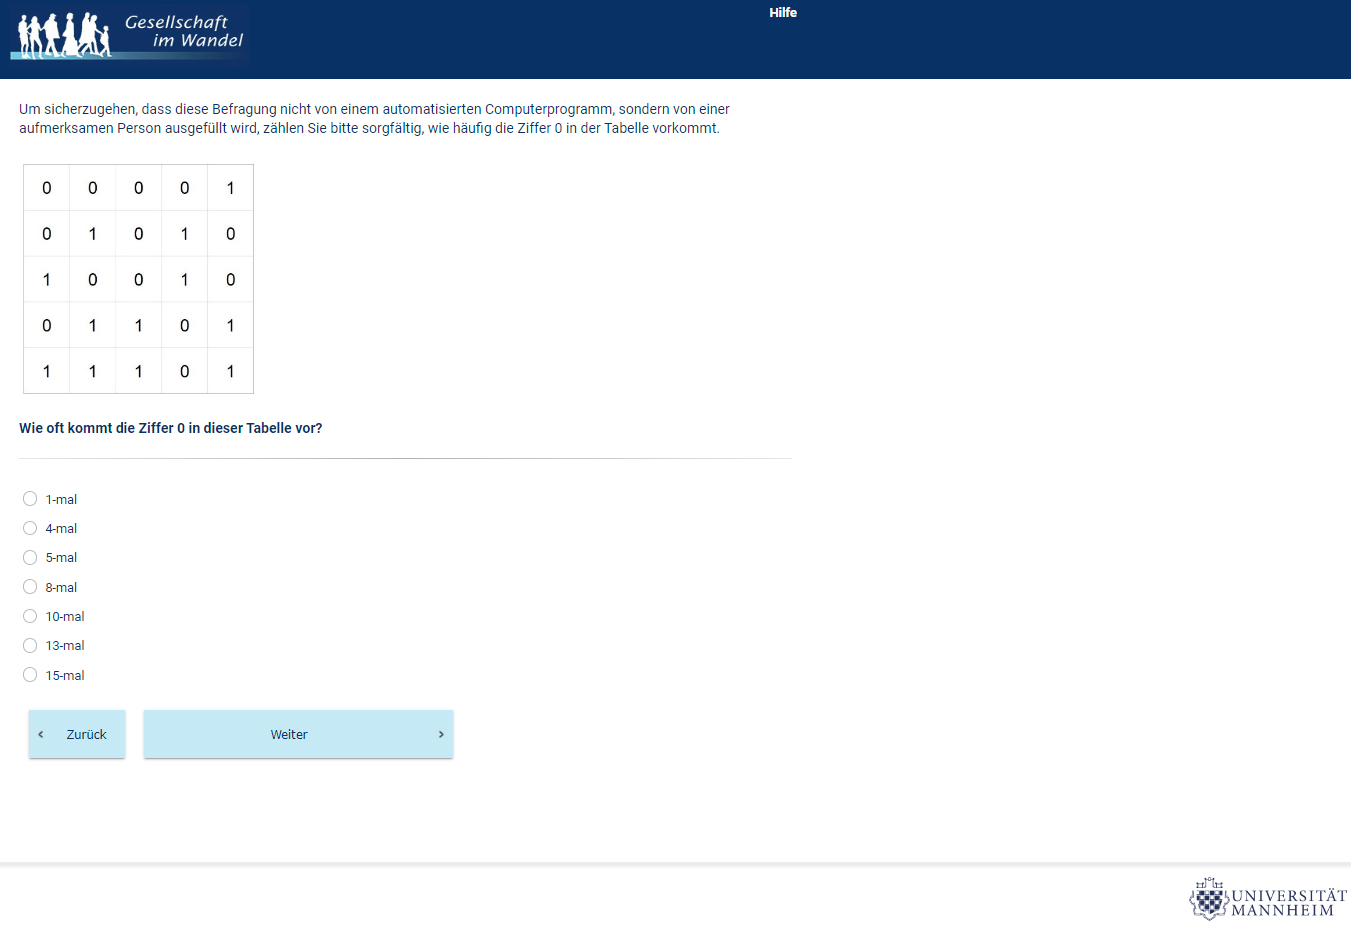 Gesellschaft
im Wandel
Hilfe
Um sicherzugehen, dass diese Befragung nicht von einem automatisierten Computerprogramm, sondern von einer
aufmerksamen Person ausgefüllt wird, zählen Sie bitte sorgfältig, wie häufig die Ziffer 0 in der Tabelle vorkommt.
0 0 0 0 1
0 1 0 1 0
1 0 0 1 0
0 1 1 0 1
1 1 1 0 1
Wie oft kommt die Ziffer 0 in dieser Tabelle vor?
1-mal
4-mal
5-mal
8-mal
10-mal
13-mal
15-mal
‹ Zurück
Weiter ›
UNIVERSITÄT
MANNHEIM